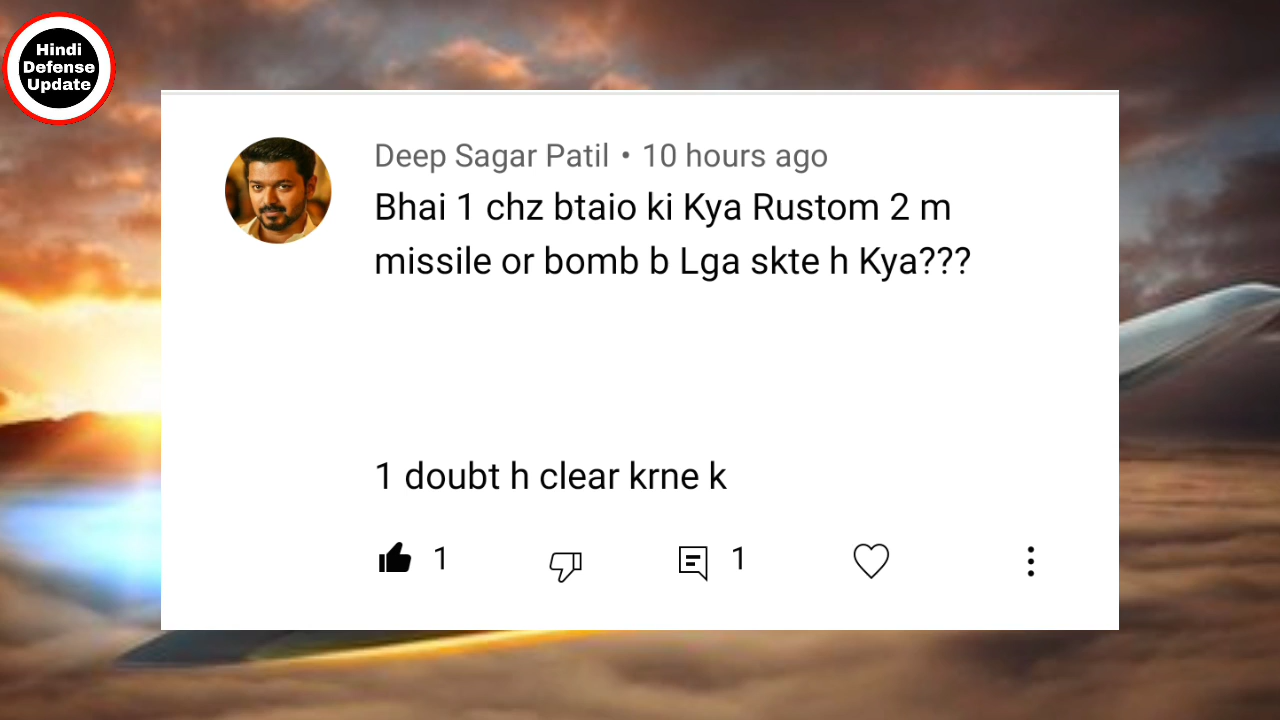 Hindi
Defense
Update
Deep Sagar Patil • 10 hours ago
Bhai 1 chz btaio ki Kya Rustom 2 m
missile or bomb b Lga skte h Kya???
1 doubt h clear krne k
1
1